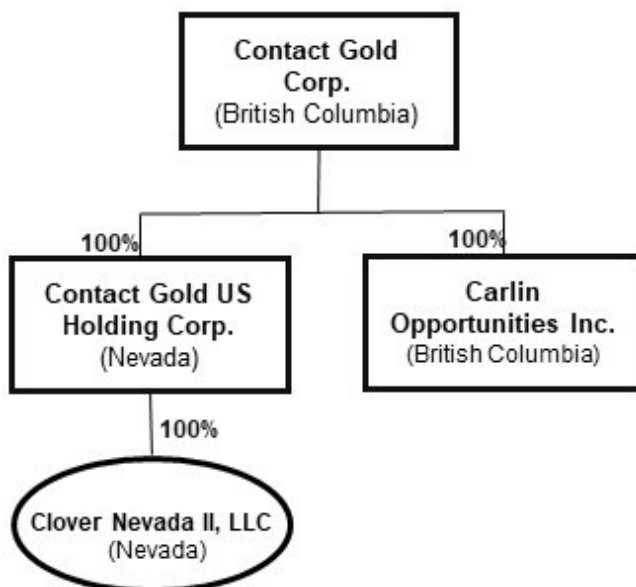 Contact Gold
Corp.
(British Columbia)
100%
100%
Contact Gold US
Holding Corp.
(Nevada)
Carlin
Opportunities Inc.
(British Columbia)
100%
Clover Nevada II, LLC
(Nevada)